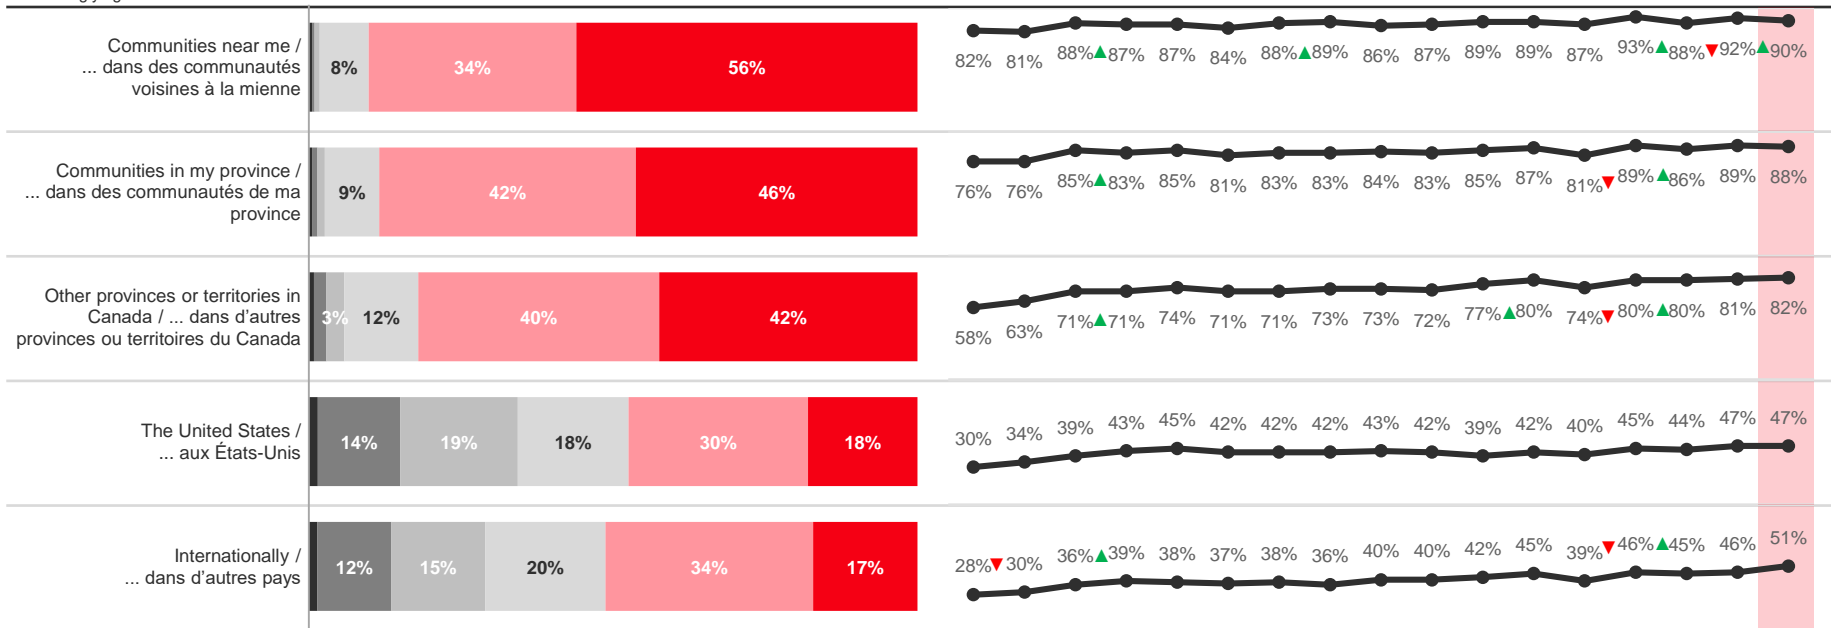 Communities near me /
... dans des communautés
voisines à la mienne
8%
34%
56%
82% 81% 88%▲87% 87% 84% 88%▲89% 86% 87% 89% 89% 87% 93%▲88%▼92%▲90%
Communities in my province /
... dans des communautés de ma
province
9%
42%
46%
76% 76% 85%▲83% 85% 81% 83% 83% 84% 83% 85% 87% 81%▼89%▲86% 89% 88%
Other provinces or territories in
Canada / ... dans d'autres
provinces ou territoires du Canada
3%
12%
40%
42%
58% 63% 71%▲71% 74% 71% 71% 73% 73% 72% 77%▲80% 74%▼80%▲80% 81% 82%
The United States /
... aux États-Unis
14%
19%
18%
30%
18%
30% 34% 39% 43% 45% 42% 42% 42% 43% 42% 39% 42% 40% 45% 44% 47% 47%
Internationally /
... dans d'autres pays
12%
15%
20%
34%
17%
28%▼30% 36%▲39% 38% 37% 38% 36% 40% 40% 42% 45% 39%▼46%▲45% 46% 51%